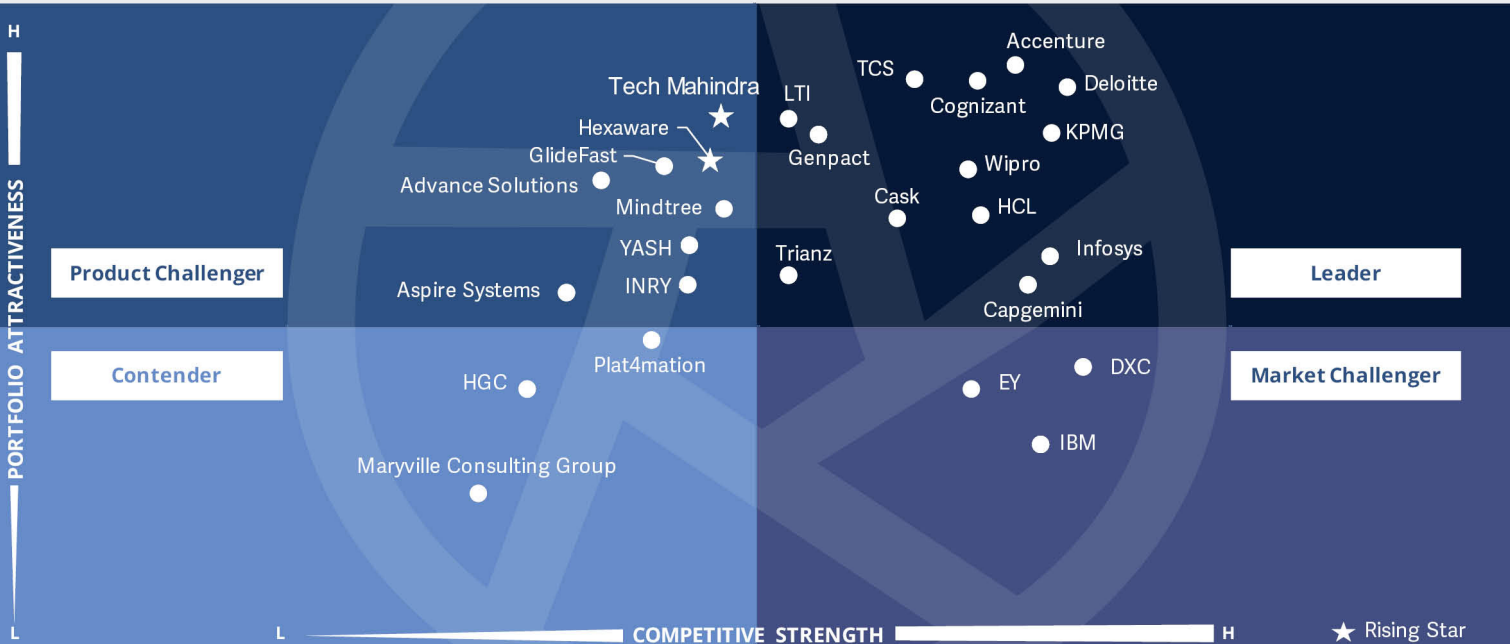 H
Accenture
TCS
Deolitte
Tech Mahindra
LTI
Cognizant
Hexaware
KPMG
GlideFast
Genpact
Wipro
Advance Solutions
Cask
Mindtree
HCL
YASH
Trianz
Infosys
Product Challenger
Leader
INRY
Aspire Systems
Capgemini
PORTFOLIO ATTRACTIVENESS
Plat4mation
DXC
Contender
Market Challenger
HGC
EY
IBM
Maryville Consulting Group
L
L
COMPETITIVE STRENGTH
H
Rising Star